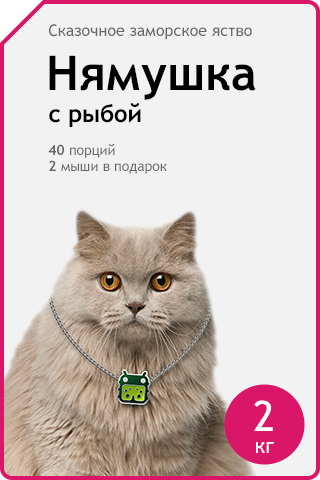 Сказочное заморское яство
Нямушка
с рыбой
40 порций
2 мыши в подарок
2
кг